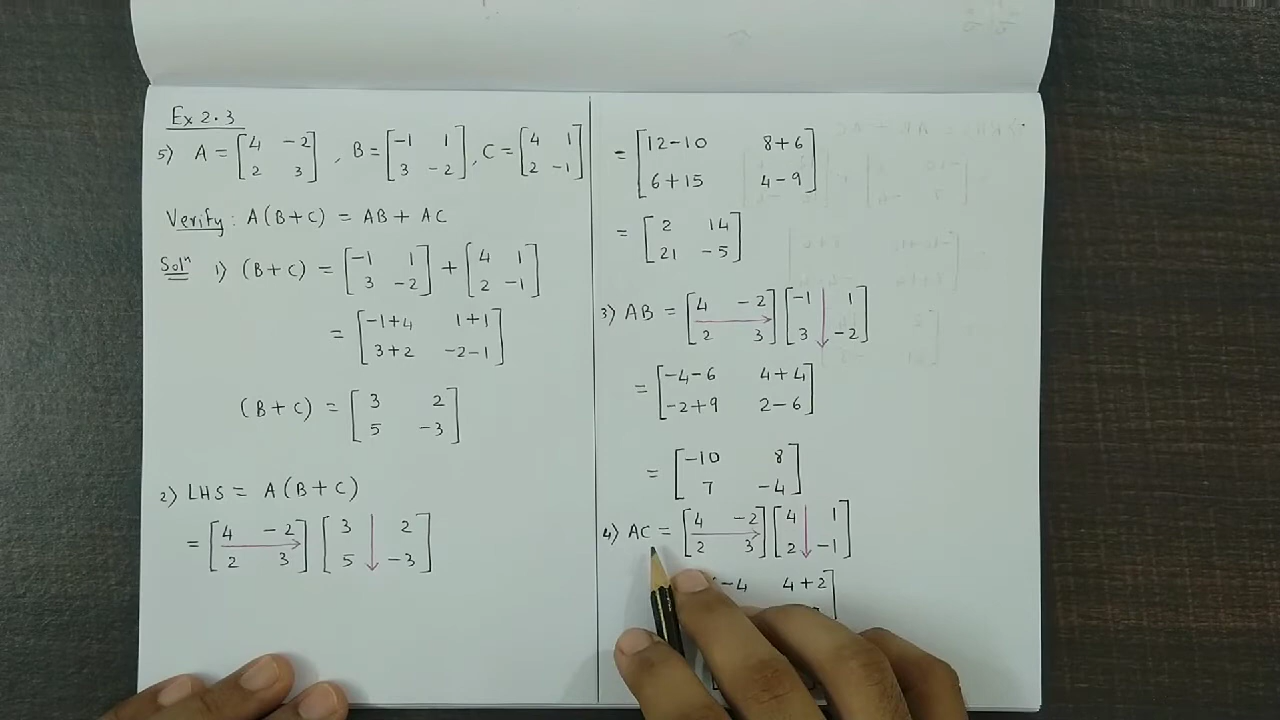 Ex 2.3
5) A = [4 -2] , B = [-1 1] , C = [4 1]
[2 3] [3 -2] [2 -1]
Verify: A(B+C) = AB + AC
Solⁿ 1) (B+C) = [-1 1] + [4 1]
[3 -2] [2 -1]
= [-1+4 1+1]
[3+2 -2-1]
(B+C) = [3 2]
[5 -3]
2) LHS = A(B+C)
= [4 -2] [3 2]
[2 3] [5 -3]
= [12-10 8+6]
[6+15 4-9]
= [2 14]
[21 -5]
3) AB = [4 -2] [-1 1]
[2 3] [3 -2]
= [-4-6 4+4]
[-2+9 2-6]
= [-10 8]
[7 -4]
4) AC = [4 -2] [4 1]
[2 3] [2 -1]
-4 4+2]